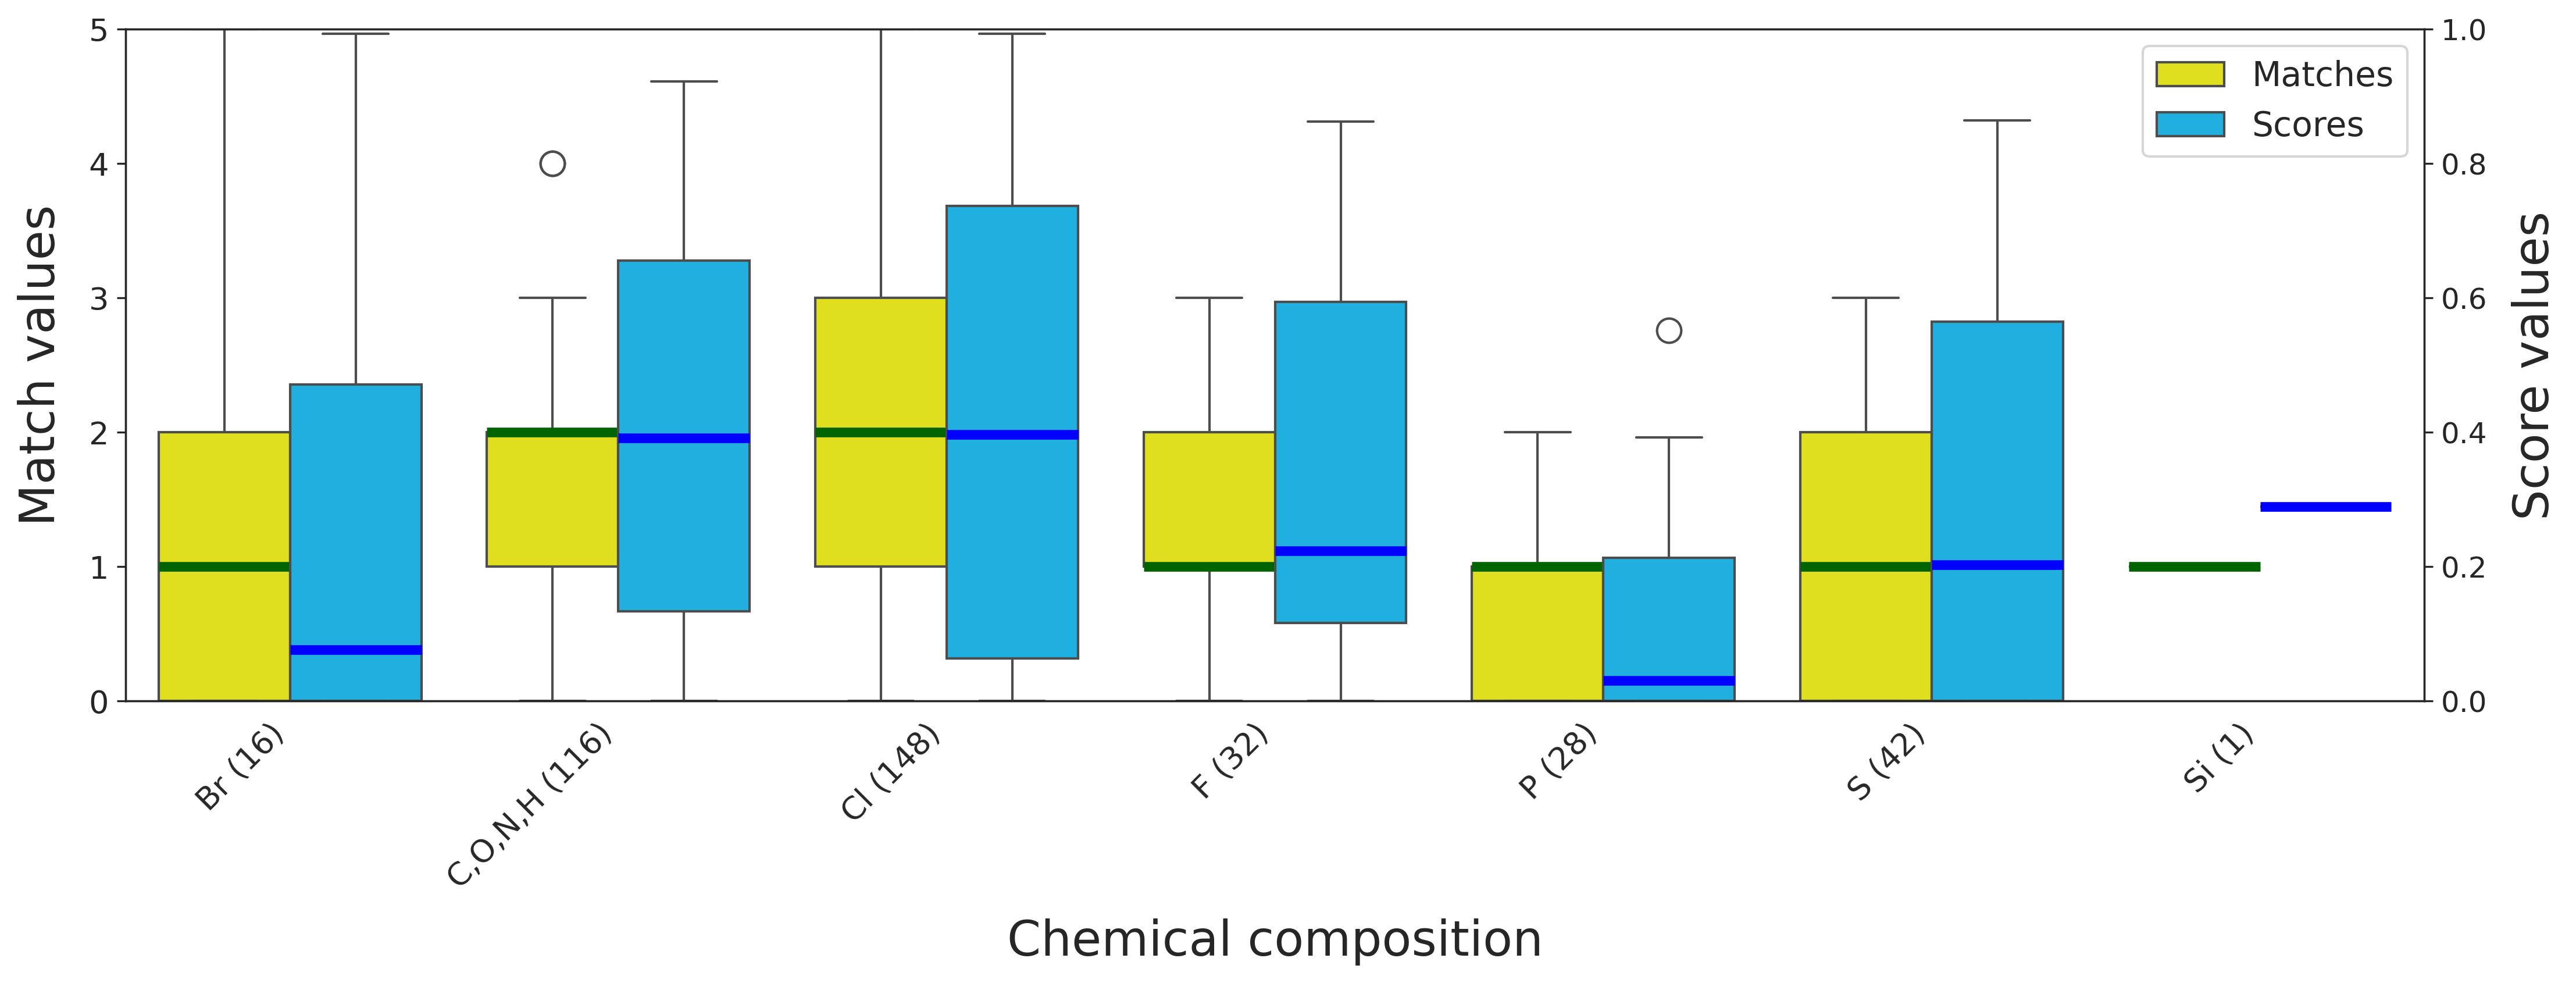 Match values
5
4
3
2
1
0
Matches
Scores
1.0
0.8
0.6
0.4
0.2
0.0
Score values
Br (16)
C,O,N,H (116)
Cl (148)
F (32)
P (28)
S (42)
Si (1)
Chemical composition